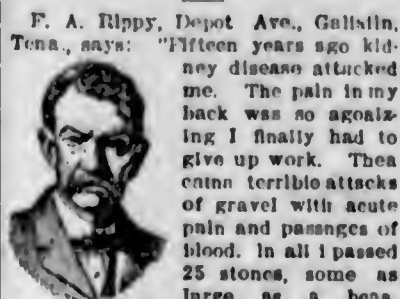 F. A. Rippy, Depot Ave., Gallatin,
Tenn., says: "Fifteen years ago kid-
ney disease attacked
me. The pain in my
back was so agoniz-
ing I finally had to
give up work. Then
came terrible attacks
of gravel with acute
pain and passages of
blood. In all I passed
25 stones, some as
large as a bean.